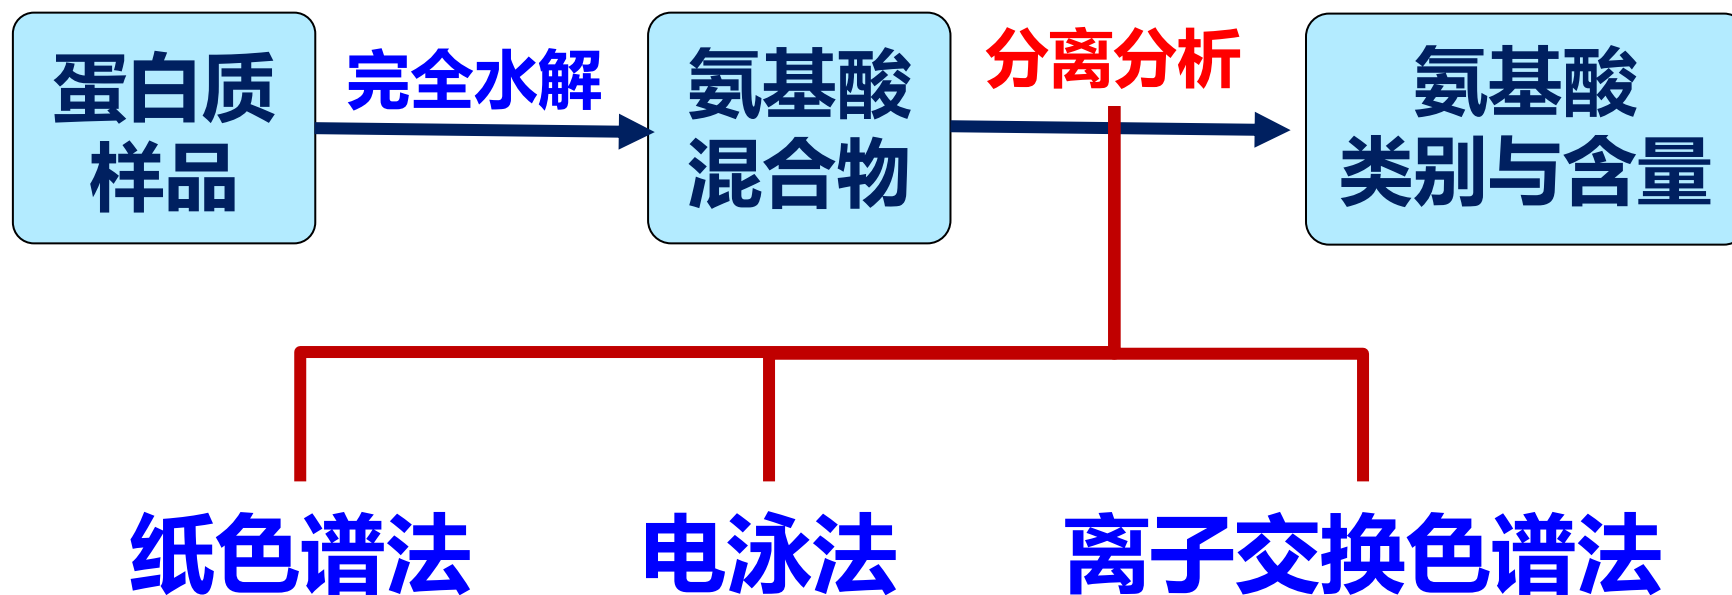 蛋白质
样品
完全水解
氨基酸
混合物
分离分析
氨基酸
类别与含量
纸色谱法
电泳法
离子交换色谱法